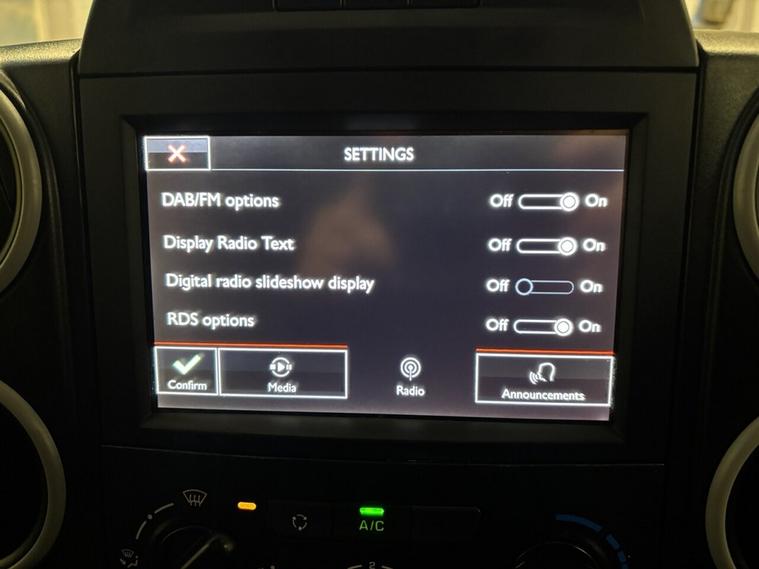 SETTINGS
DAB/FM options Off On
Display Radio Text Off On
Digital radio slideshow display Off On
RDS options Off On
Confirm Media Radio Announcements
A/C
2